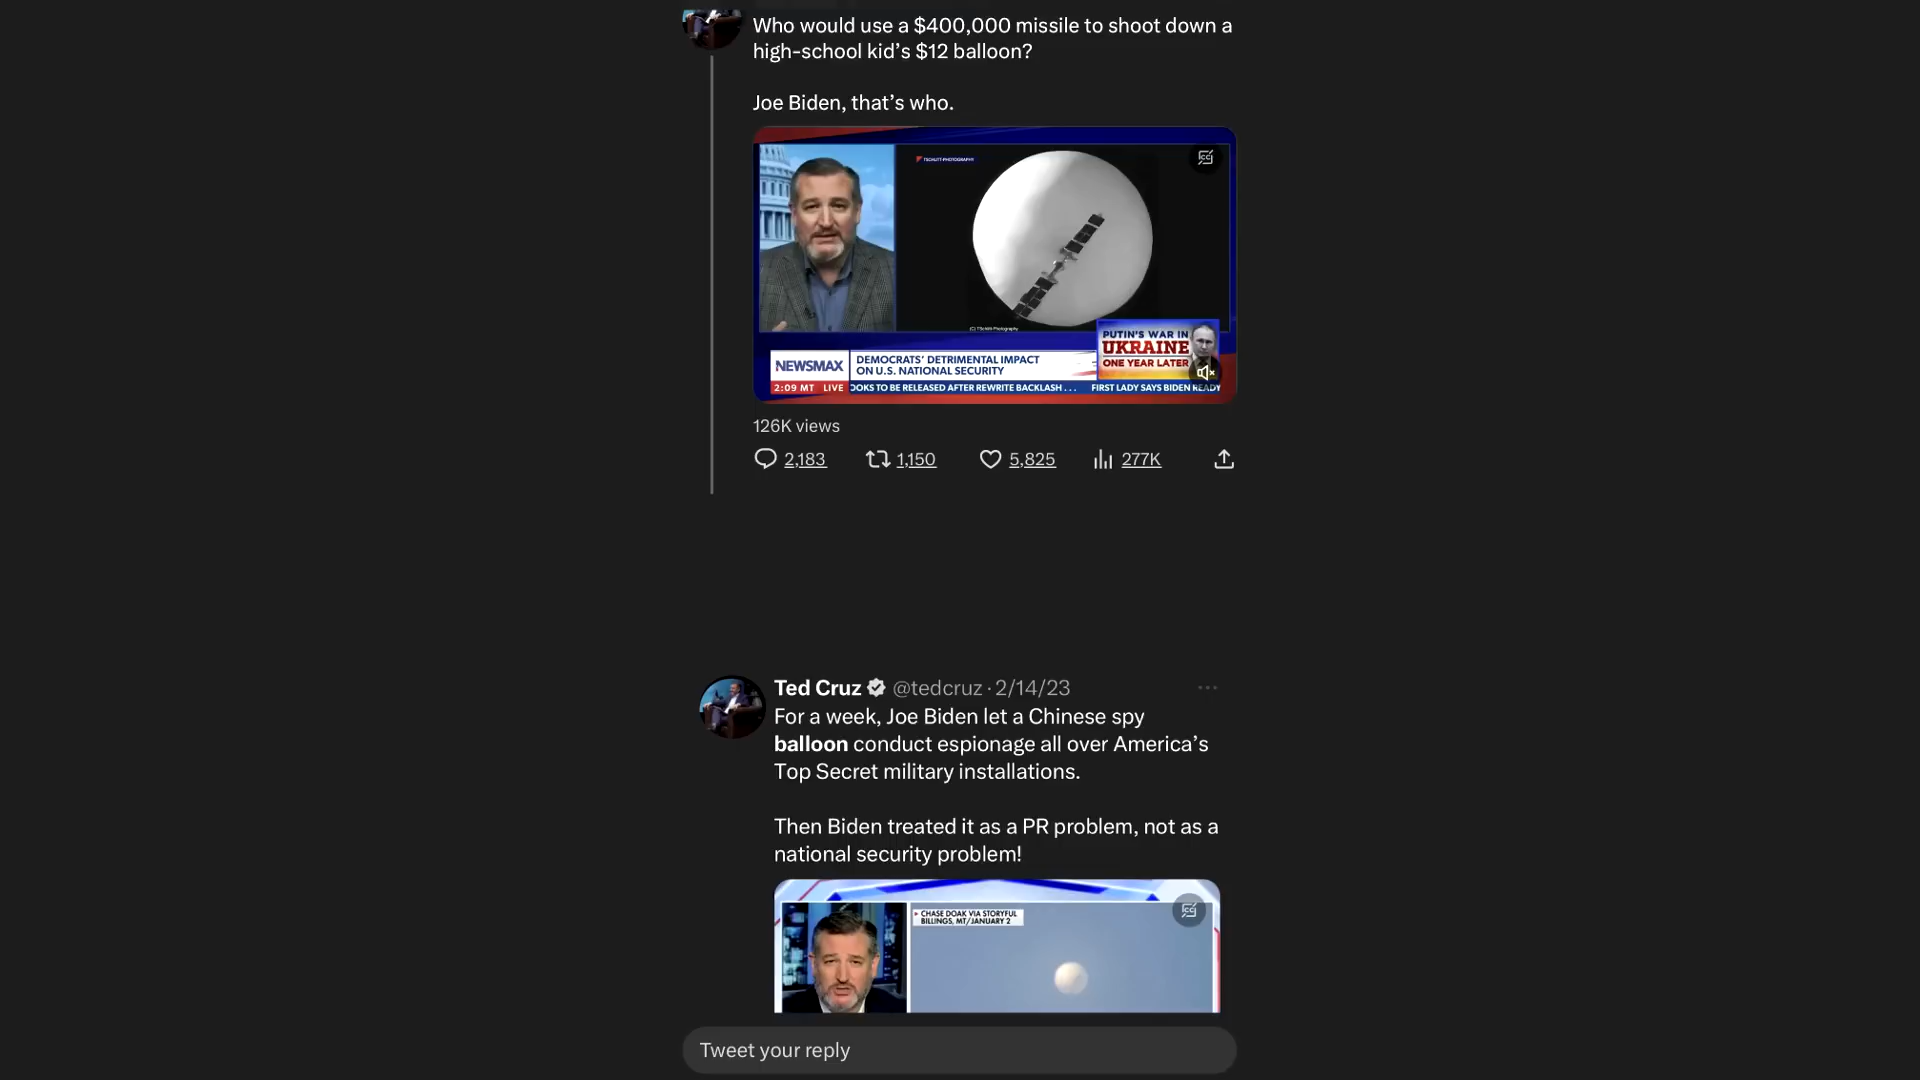 Who would use a $400,000 missile to shoot down a
high-school kid’s $12 balloon?
Joe Biden, that’s who.
TSCHLITT-PHOTOGRAPHY
(C) TSchlitt-Photography
PUTIN'S WAR IN
UKRAINE
ONE YEAR LATER
NEWSMAX
DEMOCRATS' DETRIMENTAL IMPACT
ON U.S. NATIONAL SECURITY
2:09 MT LIVE OOKS TO BE RELEASED AFTER REWRITE BACKLASH . . . FIRST LADY SAYS BIDEN READY
126K views
2,183 1,150 5,825 277K
Ted Cruz @tedcruz · 2/14/23
For a week, Joe Biden let a Chinese spy
balloon conduct espionage all over America’s
Top Secret military installations.
Then Biden treated it as a PR problem, not as a
national security problem!
CHASE DOAK VIA STORYFUL
BILLINGS, MT/JANUARY 2
Tweet your reply